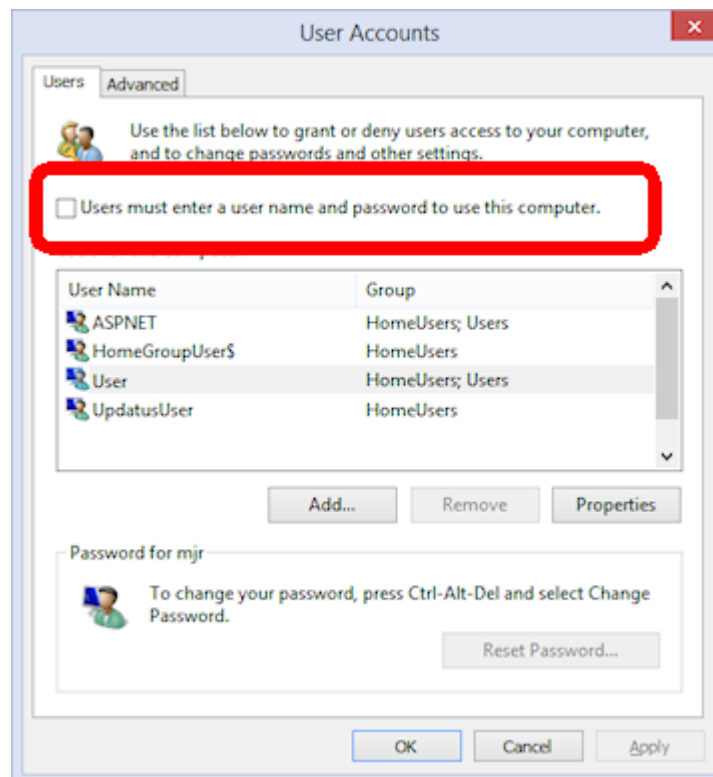 User Accounts
Users
Advanced
Use the list below to grant or deny users access to your computer,
and to change passwords and other settings.
Users must enter a user name and password to use this computer.
User Name Group
ASPNET HomeUsers; Users
HomeGroupUser$ HomeUsers
User HomeUsers; Users
UpdatusUser HomeUsers
Add... Remove Properties
Password for mjr
To change your password, press Ctrl-Alt-Del and select Change
Password.
Reset Password...
OK Cancel Apply